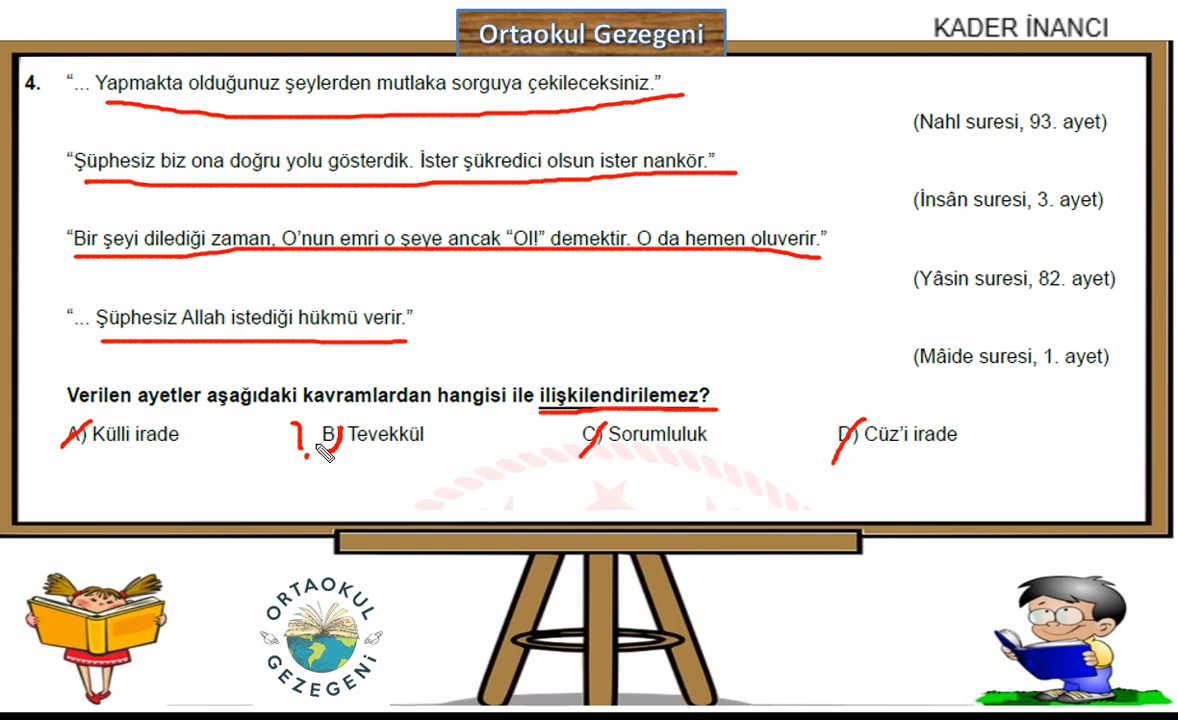 Ortaokul Gezegeni
KADER İNANCI
4. “... Yapmakta olduğunuz şeylerden mutlaka sorguya çekileceksiniz.”
(Nahl suresi, 93. ayet)
“Şüphesiz biz ona doğru yolu gösterdik. İster şükredici olsun ister nankör.”
(İnsân suresi, 3. ayet)
“Bir şeyi dilediği zaman, O’nun emri o şeye ancak “Ol!” demektir. O da hemen oluverir.”
(Yâsin suresi, 82. ayet)
“... Şüphesiz Allah istediği hükmü verir.”
(Mâide suresi, 1. ayet)
Verilen ayetler aşağıdaki kavramlardan hangisi ile ilişkilendirilemez?
A) Külli irade B) Tevekkül C) Sorumluluk D) Cüz’i irade
ORTAOKUL
GEZEGENİ